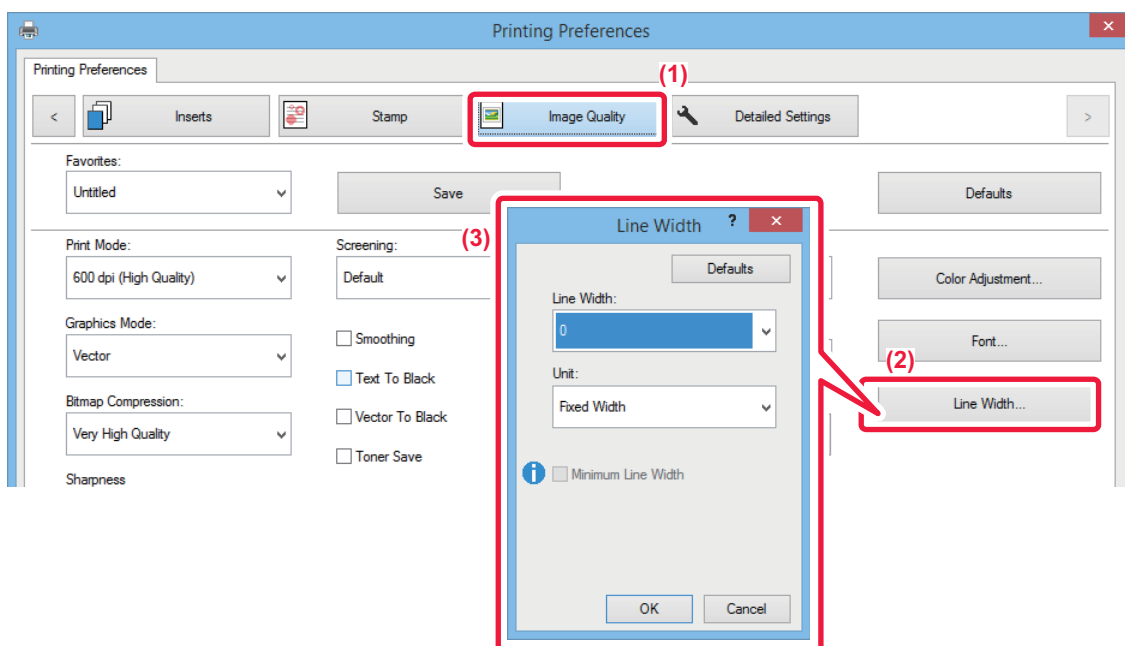 Printing Preferences
Printing Preferences
(1)
< Inserts Stamp Image Quality Detailed Settings >
Favorites:
Untitled Save Defaults
Line Width ? ×
(3)
Print Mode: Screening:
600 dpi (High Quality) Default Color Adjustment...
Defaults
Line Width:
0
Graphics Mode:
Vector Smoothing Font...
(2)
Unit:
Text To Black
Fixed Width
Line Width...
Bitmap Compression:
Very High Quality Vector To Black
Toner Save
Minimum Line Width
Sharpness
OK Cancel